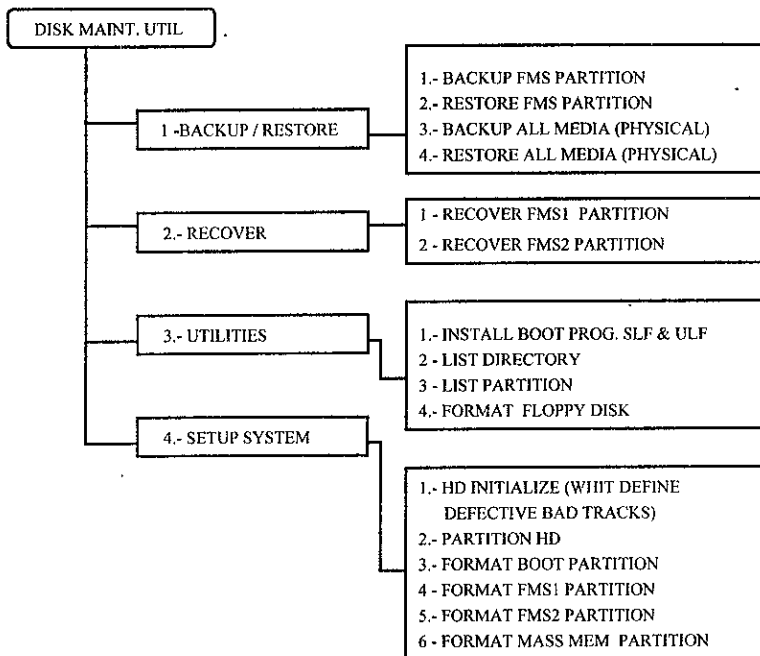 DISK MAINT. UTIL
1 -BACKUP / RESTORE
1.- BACKUP FMS PARTITION
2.- RESTORE FMS PARTITION
3.- BACKUP ALL MEDIA (PHYSICAL)
4.- RESTORE ALL MEDIA (PHYSICAL)
2.- RECOVER
1 - RECOVER FMS1 PARTITION
2 - RECOVER FMS2 PARTITION
3.- UTILITIES
1.- INSTALL BOOT PROG. SLF & ULF
2 - LIST DIRECTORY
3 - LIST PARTITION
4.- FORMAT FLOPPY DISK
4.- SETUP SYSTEM
1.- HD INITIALIZE (WHIT DEFINE
DEFECTIVE BAD TRACKS)
2.- PARTITION HD
3.- FORMAT BOOT PARTITION
4 - FORMAT FMS1 PARTITION
5.- FORMAT FMS2 PARTITION
6 - FORMAT MASS MEM PARTITION